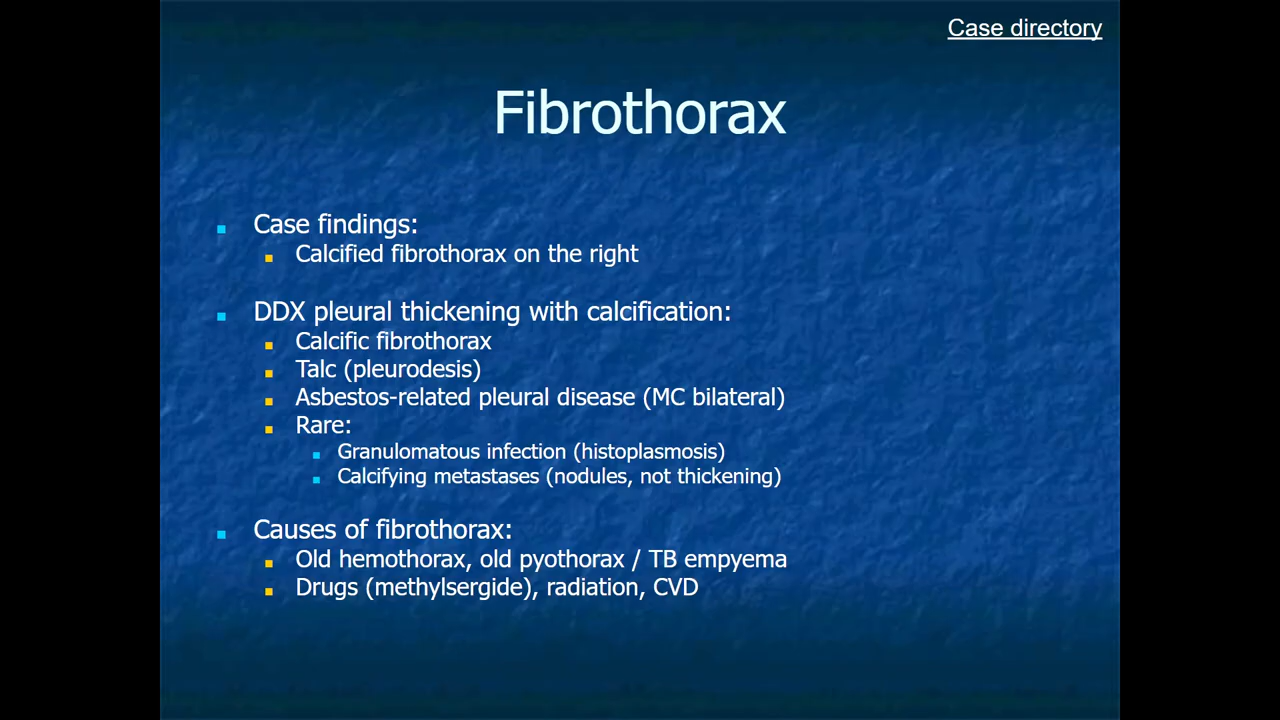 Case directory
Fibrothorax
Case findings:
Calcified fibrothorax on the right
DDX pleural thickening with calcification:
Calcific fibrothorax
Talc (pleurodesis)
Asbestos-related pleural disease (MC bilateral)
Rare:
Granulomatous infection (histoplasmosis)
Calcifying metastases (nodules, not thickening)
Causes of fibrothorax:
Old hemothorax, old pyothorax / TB empyema
Drugs (methylsergide), radiation, CVD